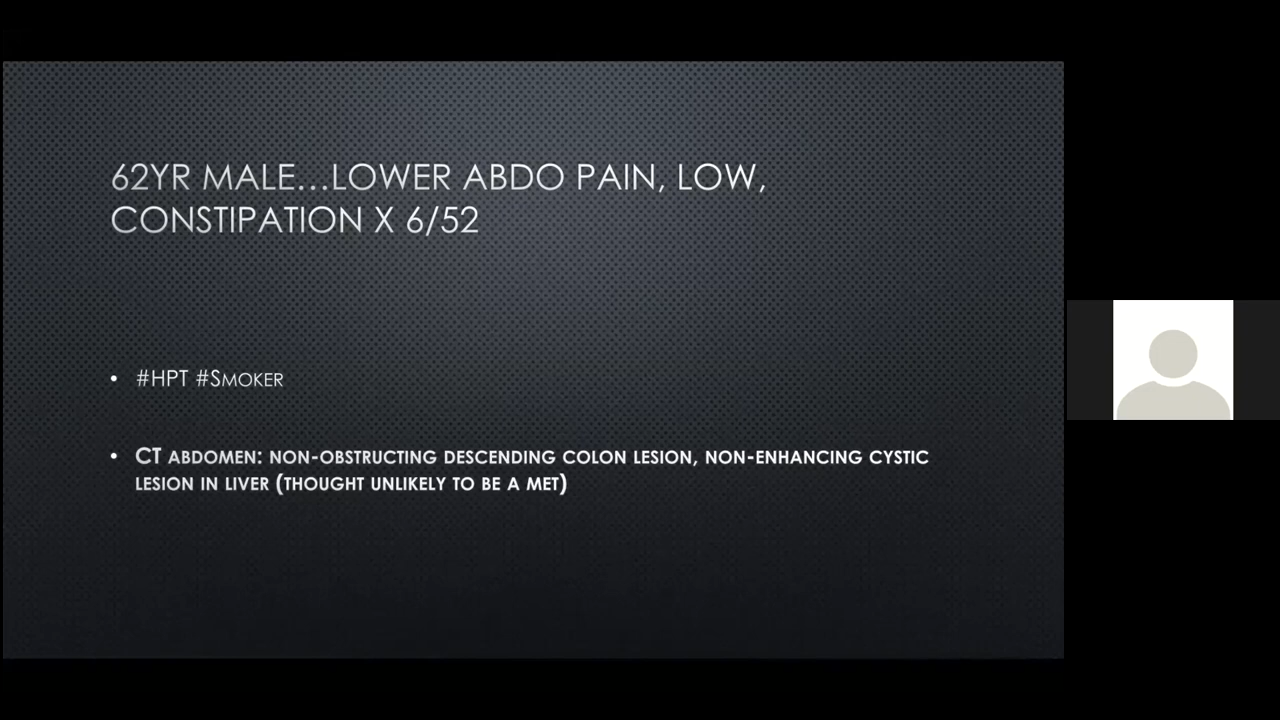 62YR MALE...LOWER ABDO PAIN, LOW,
CONSTIPATION X 6/52
• #HPT #SMOKER
• CT ABDOMEN: NON-OBSTRUCTING DESCENDING COLON LESION, NON-ENHANCING CYSTIC
LESION IN LIVER (THOUGHT UNLIKELY TO BE A MET)